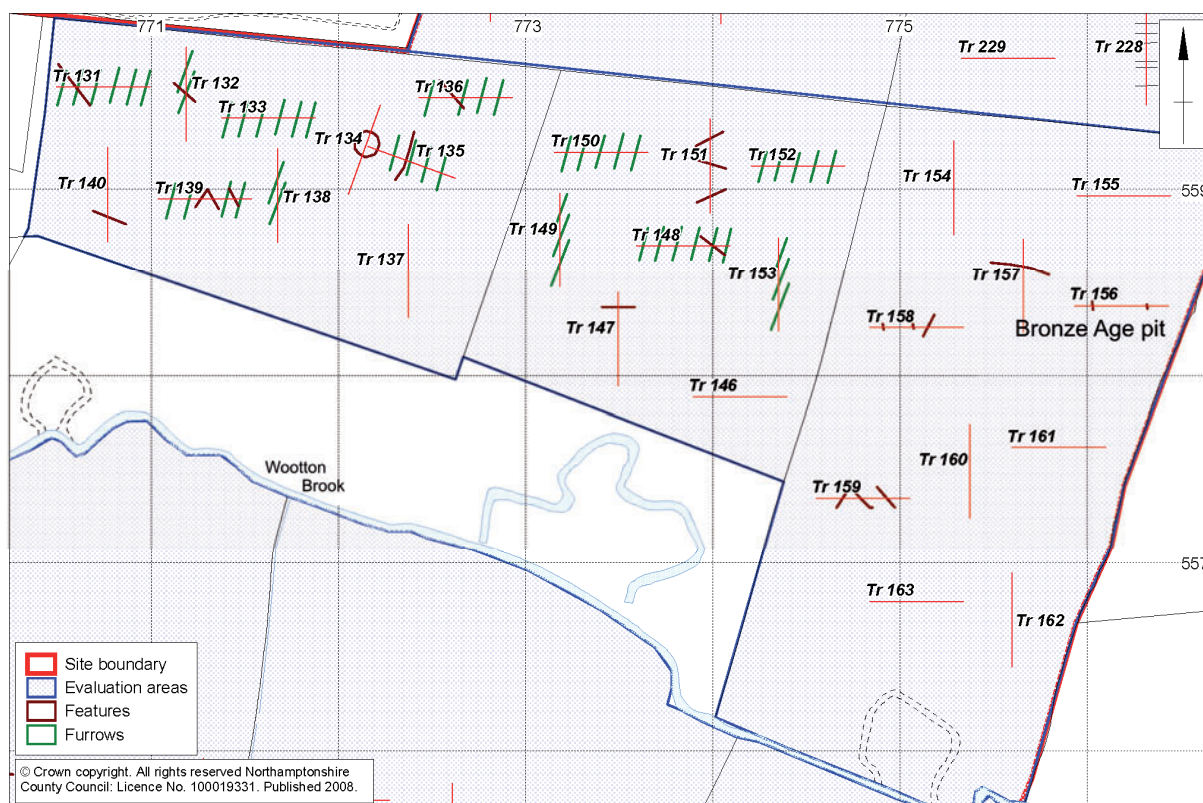 771
773
775
Tr 229
Tr 228
Tr 131
Tr 132
Tr 136
Tr 133
Tr 134
Tr 135
Tr 150
Tr 151
Tr 152
Tr 154
Tr 155
559
Tr 140
Tr 139
Tr 138
Tr 149
Tr 148
Tr 137
Tr 153
Tr 157
Tr 156
Tr 147
Tr 158
Bronze Age pit
Tr 146
Tr 161
Tr 160
Wootton
Brook
Tr 159
557
Tr 163
Tr 162
Site boundary
Evaluation areas
Features
Furrows
© Crown copyright. All rights reserved Northamptonshire
County Council: Licence No. 100019331. Published 2008.